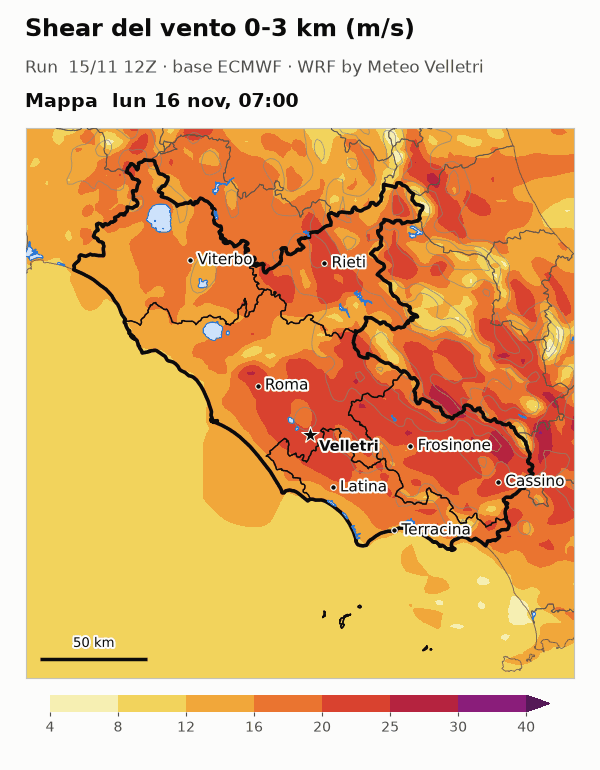 Shear del vento 0-3 km (m/s)
Run  15/11 12Z · base ECMWF · WRF by Meteo Velletri
Mappa  lun 16 nov, 07:00
Viterbo
Rieti
Roma
Velletri
Frosinone
Cassino
Latina
Terracina
50 km
4 8 12 16 20 25 30 40